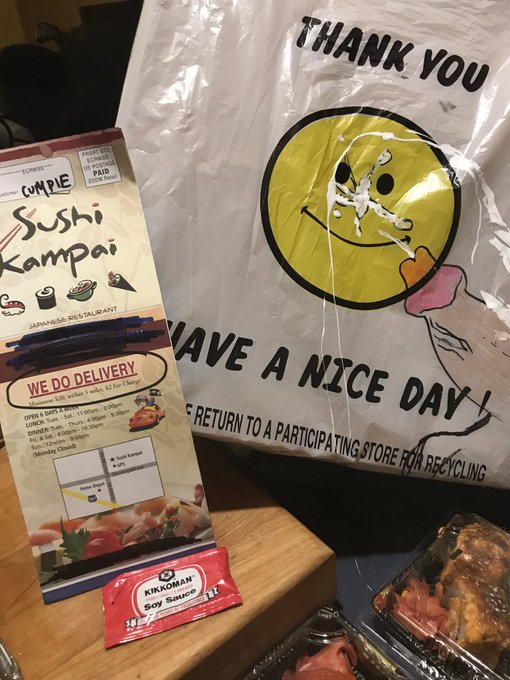 PRSRT STD
ECRWSS
US POSTAGE
PAID
EDDM Retail
****ECRWSS****
Customer
CUMPIE
Sushi
Kampai
JAPANESE RESTAURANT
WE DO DELIVERY
Minimum $20, within 5 miles, $2 Fee Charge
OPEN 6 DAYS A WEEK
LUNCH: Tues. - Sat.: 11:00am - 3:00pm
DINNER: Tues. - Thurs. 4:00pm - 9:30pm
Fri. & Sat.: 4:00pm - 10:30pm
Sun.: 12noon - 9:00pm
(Monday Closed)
Sushi Kampai
UPS
Home Depot
KIKKOMAN
Soy Sauce
THANK YOU
HAVE A NICE DAY!
RETURN TO A PARTICIPATING STORE FOR RECYCLING